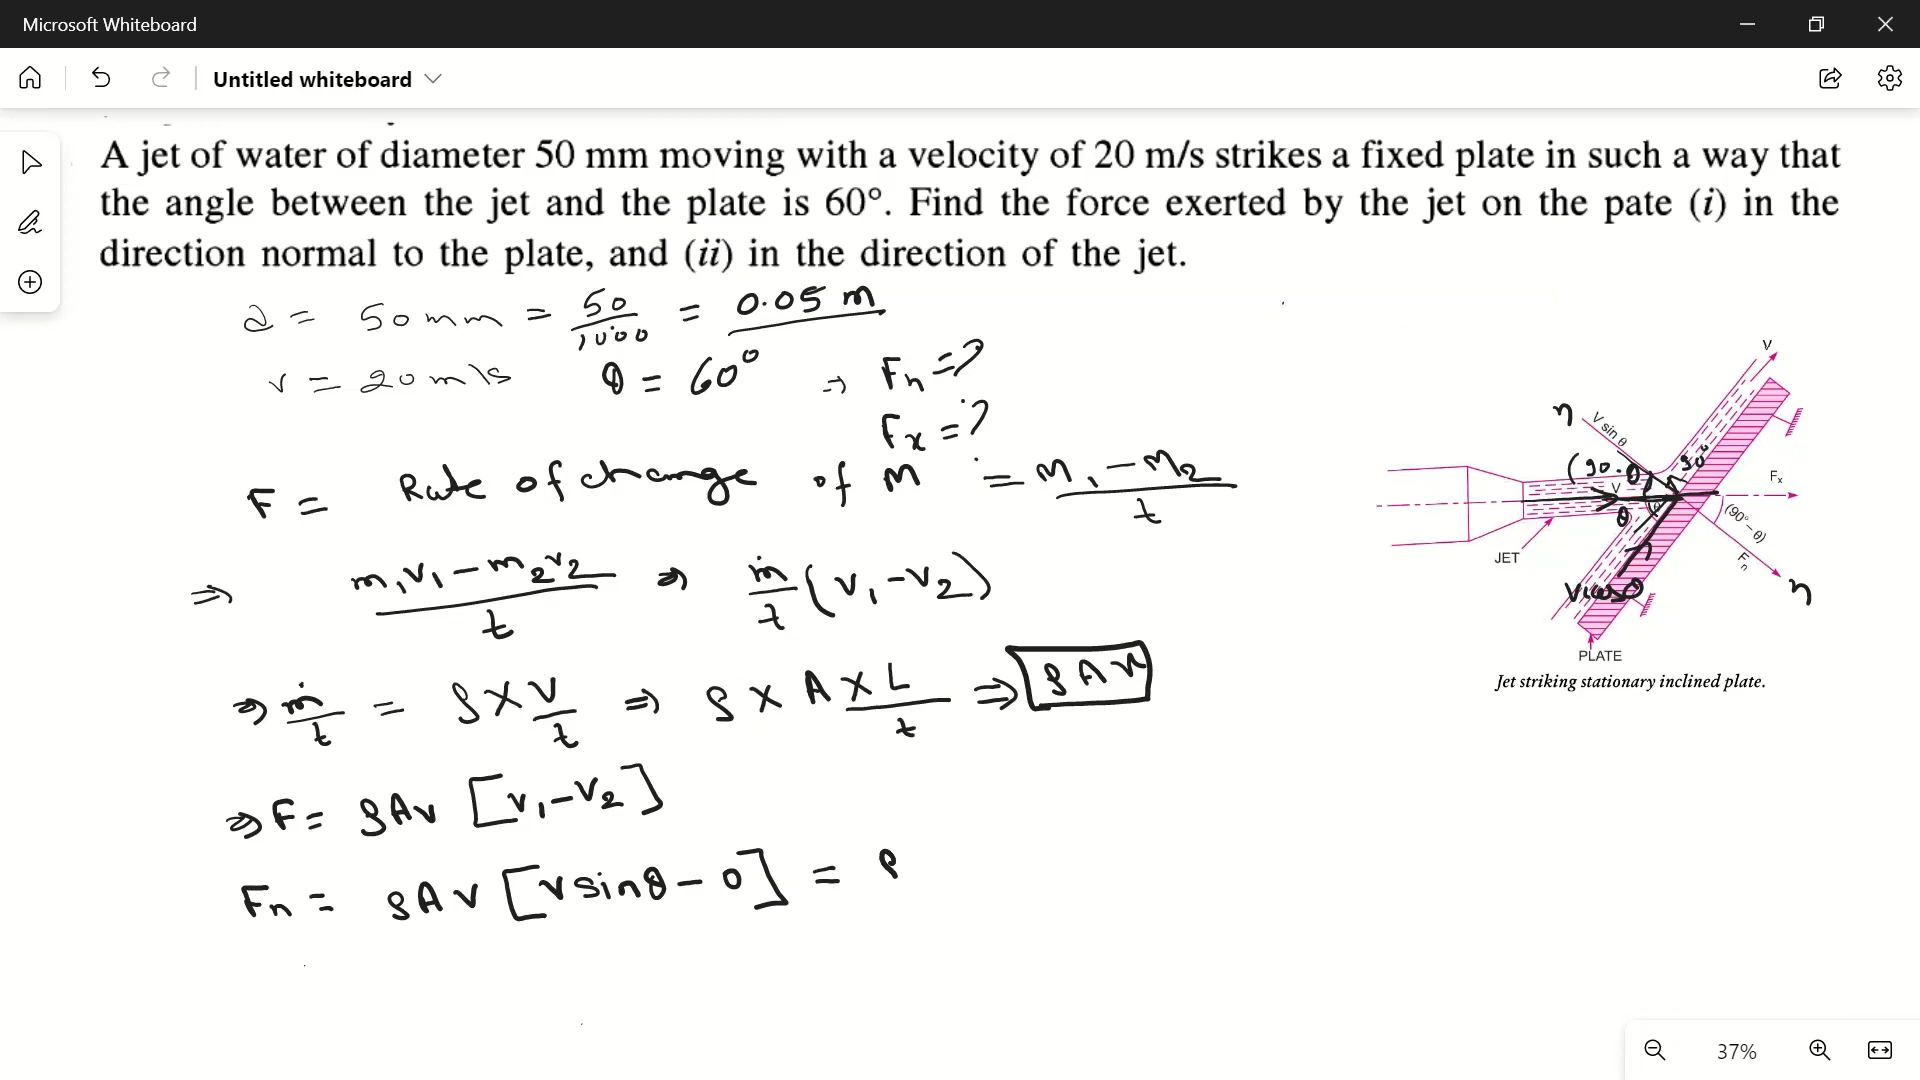 Microsoft Whiteboard
Untitled whiteboard
A jet of water of diameter 50 mm moving with a velocity of 20 m/s strikes a fixed plate in such a way that
the angle between the jet and the plate is 60°. Find the force exerted by the jet on the pate (i) in the
direction normal to the plate, and (ii) in the direction of the jet.
d = 50 mm = 50/1000 = 0.05 m
v = 20 m/s θ = 60° → Fn = ?
Fx = ?
F = Rate of change of M = m1 - m2 / t
⇒ m1v1 - m2v2 / t ⇒ m/t (v1 - v2)
⇒ m/t = ρ × V/t ⇒ ρ × A × L/t ⇒ ρAv
⇒ F = ρAv [v1 - v2]
Fn = ρAv [v sinθ - 0] = ρ
V
n
V sin θ
(90-θ)
90°
Fx
V
θ
θ
(90° – θ)
JET
Fn
n
V cosθ
PLATE
Jet striking stationary inclined plate.
37%